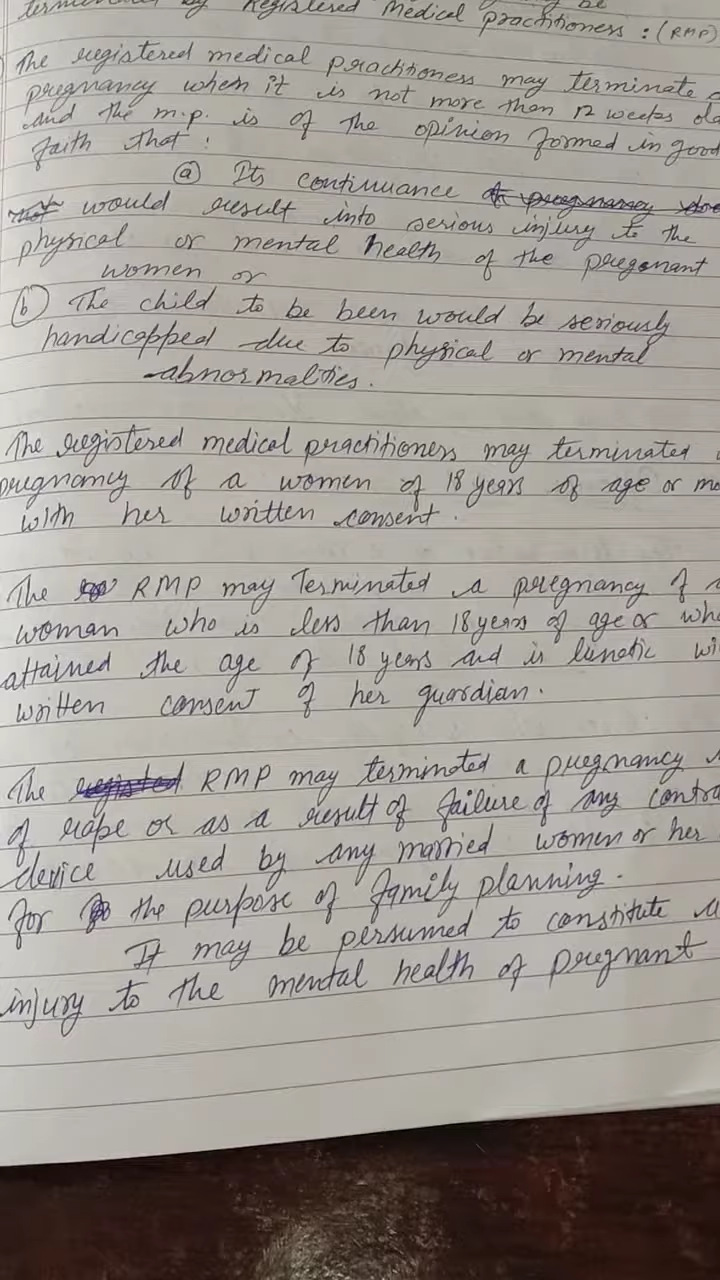 by Registered Medical practitioners : (RMP)
The registered medical practitioners may terminate
pregnancy when it is not more than 12 weeks old
and the m.p. is of the opinion formed in good
faith that :
(a) Its continuance
would result into serious injury to the
physical or mental health of the pregonant
women or
(b) The child to be been would be seriously
handicapped due to physical or mental
abnormalities.
The registered medical practitioners may terminated
pregnancy of a women of 18 years of age or
with her written consent.
The RMP may Terminated a pregnancy of
woman who is less than 18 years of age or
attained the age of 18 years and is lunatic
written consent of her guardian.
The RMP may terminated a pregnancy
of rape or as a result of failure of any
device used by any married women or her
for the purpose of family planning.
It may be persumed to constitute
injury to the mental health of pregnant